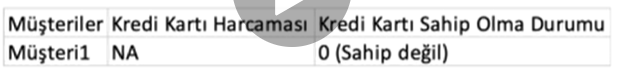 Müşteriler Kredi Kartı Harcaması Kredi Kartı Sahip Olma Durumu
Müşteri1 NA 0 (Sahip değil)